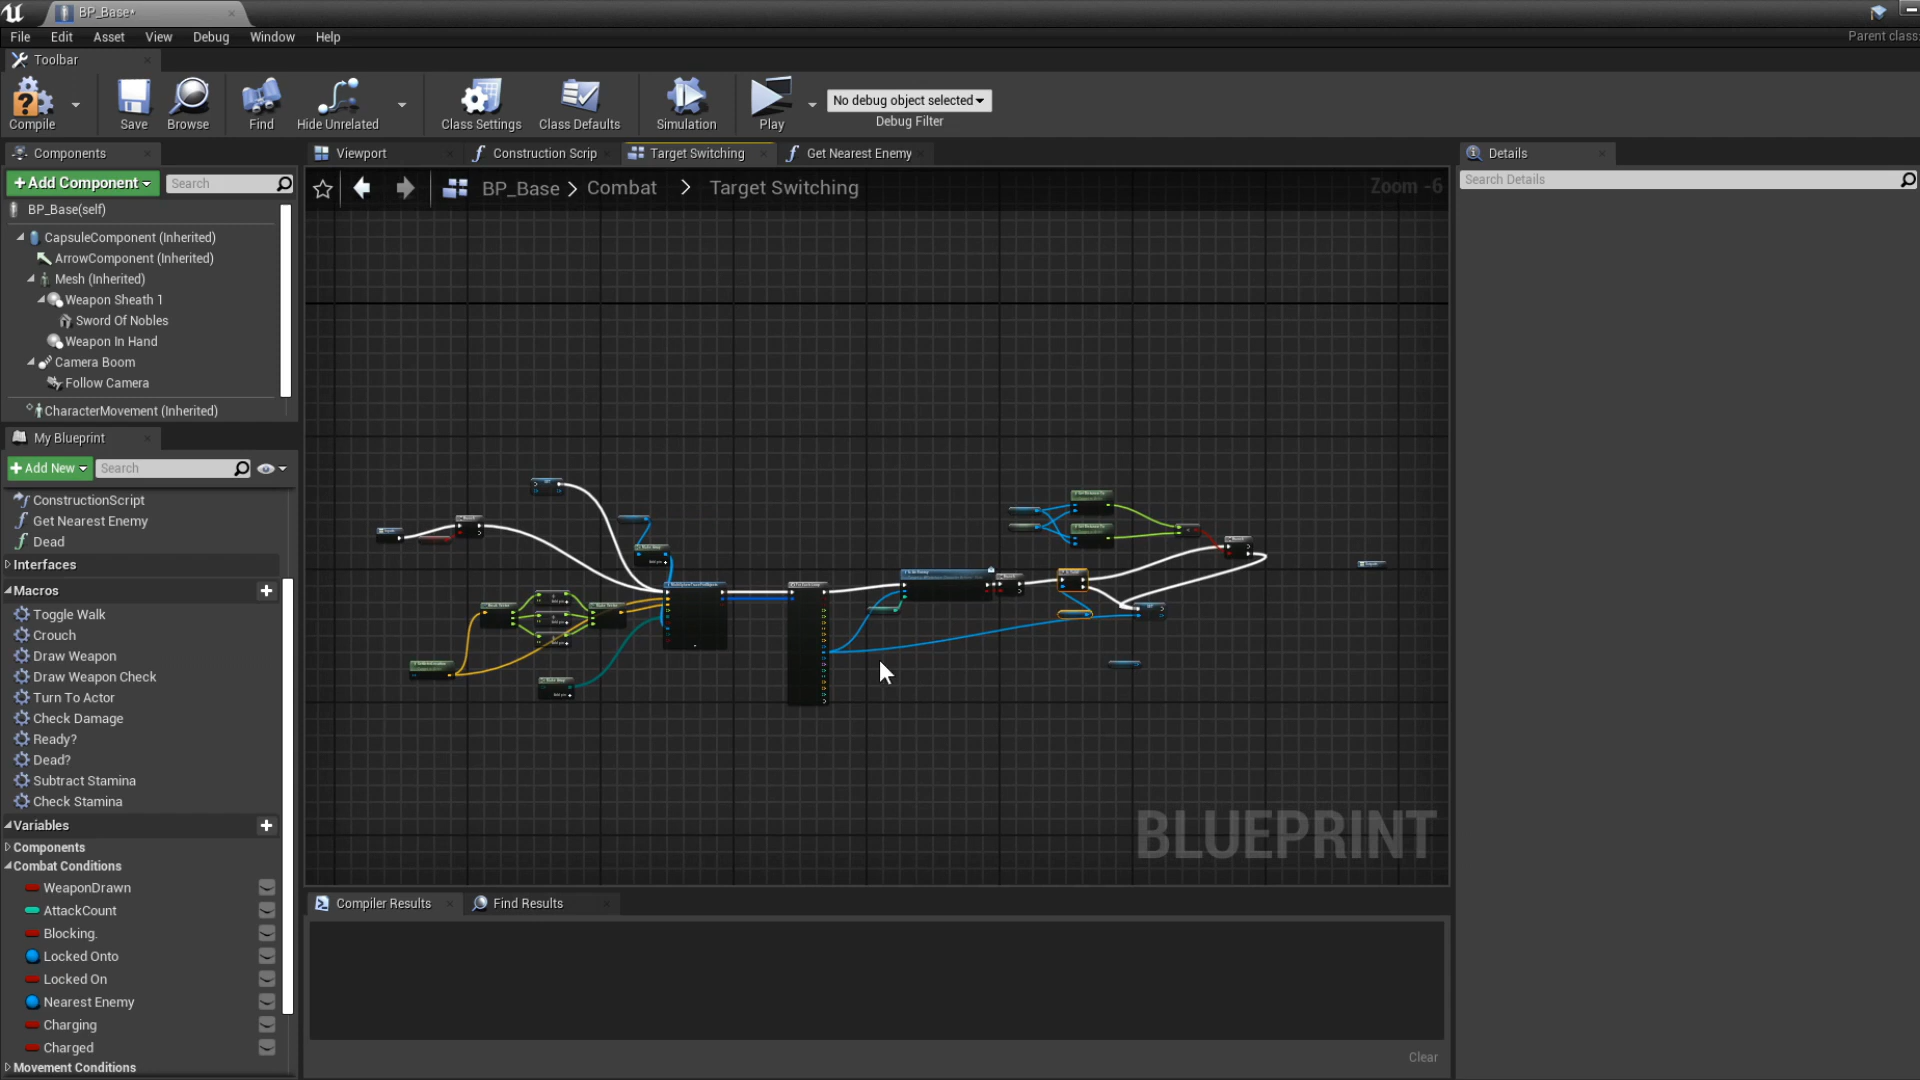 BP_Base*
File Edit Asset View Debug Window Help
Parent class:
Toolbar
Compile Save Browse Find Hide Unrelated Class Settings Class Defaults Simulation Play
No debug object selected
Debug Filter
Components
+Add Component
Search
BP_Base(self)
CapsuleComponent (Inherited)
ArrowComponent (Inherited)
Mesh (Inherited)
Weapon Sheath 1
Sword Of Nobles
Weapon In Hand
Camera Boom
Follow Camera
CharacterMovement (Inherited)
My Blueprint
+Add New
Search
ConstructionScript
Get Nearest Enemy
Dead
Interfaces
Macros
Toggle Walk
Crouch
Draw Weapon
Draw Weapon Check
Turn To Actor
Check Damage
Ready?
Dead?
Subtract Stamina
Check Stamina
Variables
Components
Combat Conditions
WeaponDrawn
AttackCount
Blocking.
Locked Onto
Locked On
Nearest Enemy
Charging
Charged
Movement Conditions
Viewport
Construction Scrip
Target Switching
Get Nearest Enemy
BP_Base > Combat > Target Switching
Zoom -6
BLUEPRINT
Compiler Results
Find Results
Clear
Details
Search Details